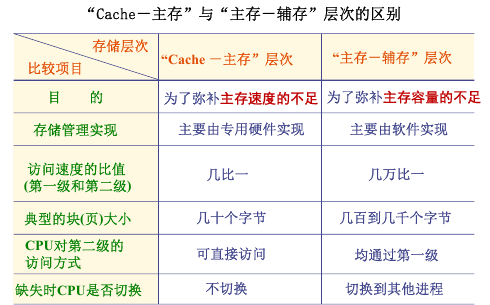 “Cache－主存”与“主存－辅存”层次的区别
存储层次
比较项目
“Cache －主存”层次
“主存－辅存”层次
目 的
为了弥补主存速度的不足
为了弥补主存容量的不足
存储管理实现
主要由专用硬件实现
主要由软件实现
访问速度的比值
(第一级和第二级)
几比一
几万比一
典型的块(页)大小
几十个字节
几百到几千个字节
CPU对第二级的
访问方式
可直接访问
均通过第一级
缺失时CPU是否切换
不切换
切换到其他进程